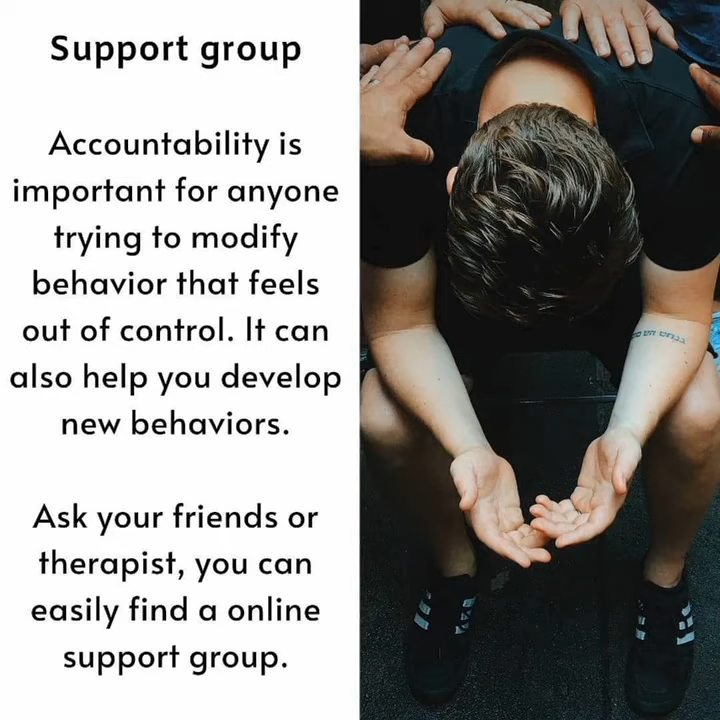 Support group
Accountability is
important for anyone
trying to modify
behavior that feels
out of control. It can
also help you develop
new behaviors.
Ask your friends or
therapist, you can
easily find a online
support group.